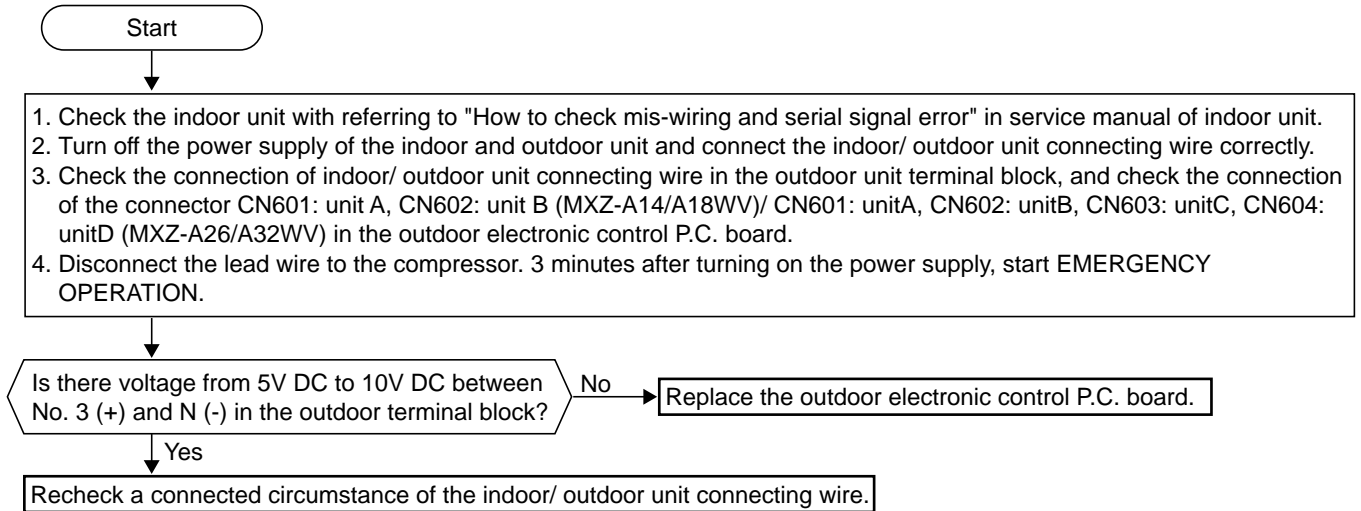 Start
1. Check the indoor unit with referring to "How to check mis-wiring and serial signal error" in service manual of indoor unit.
2. Turn off the power supply of the indoor and outdoor unit and connect the indoor/ outdoor unit connecting wire correctly.
3. Check the connection of indoor/ outdoor unit connecting wire in the outdoor unit terminal block, and check the connection
of the connector CN601: unit A, CN602: unit B (MXZ-A14/A18WV)/ CN601: unitA, CN602: unitB, CN603: unitC, CN604:
unitD (MXZ-A26/A32WV) in the outdoor electronic control P.C. board.
4. Disconnect the lead wire to the compressor. 3 minutes after turning on the power supply, start EMERGENCY
OPERATION.
Is there voltage from 5V DC to 10V DC between
No. 3 (+) and N (-) in the outdoor terminal block?
No
Replace the outdoor electronic control P.C. board.
Yes
Recheck a connected circumstance of the indoor/ outdoor unit connecting wire.